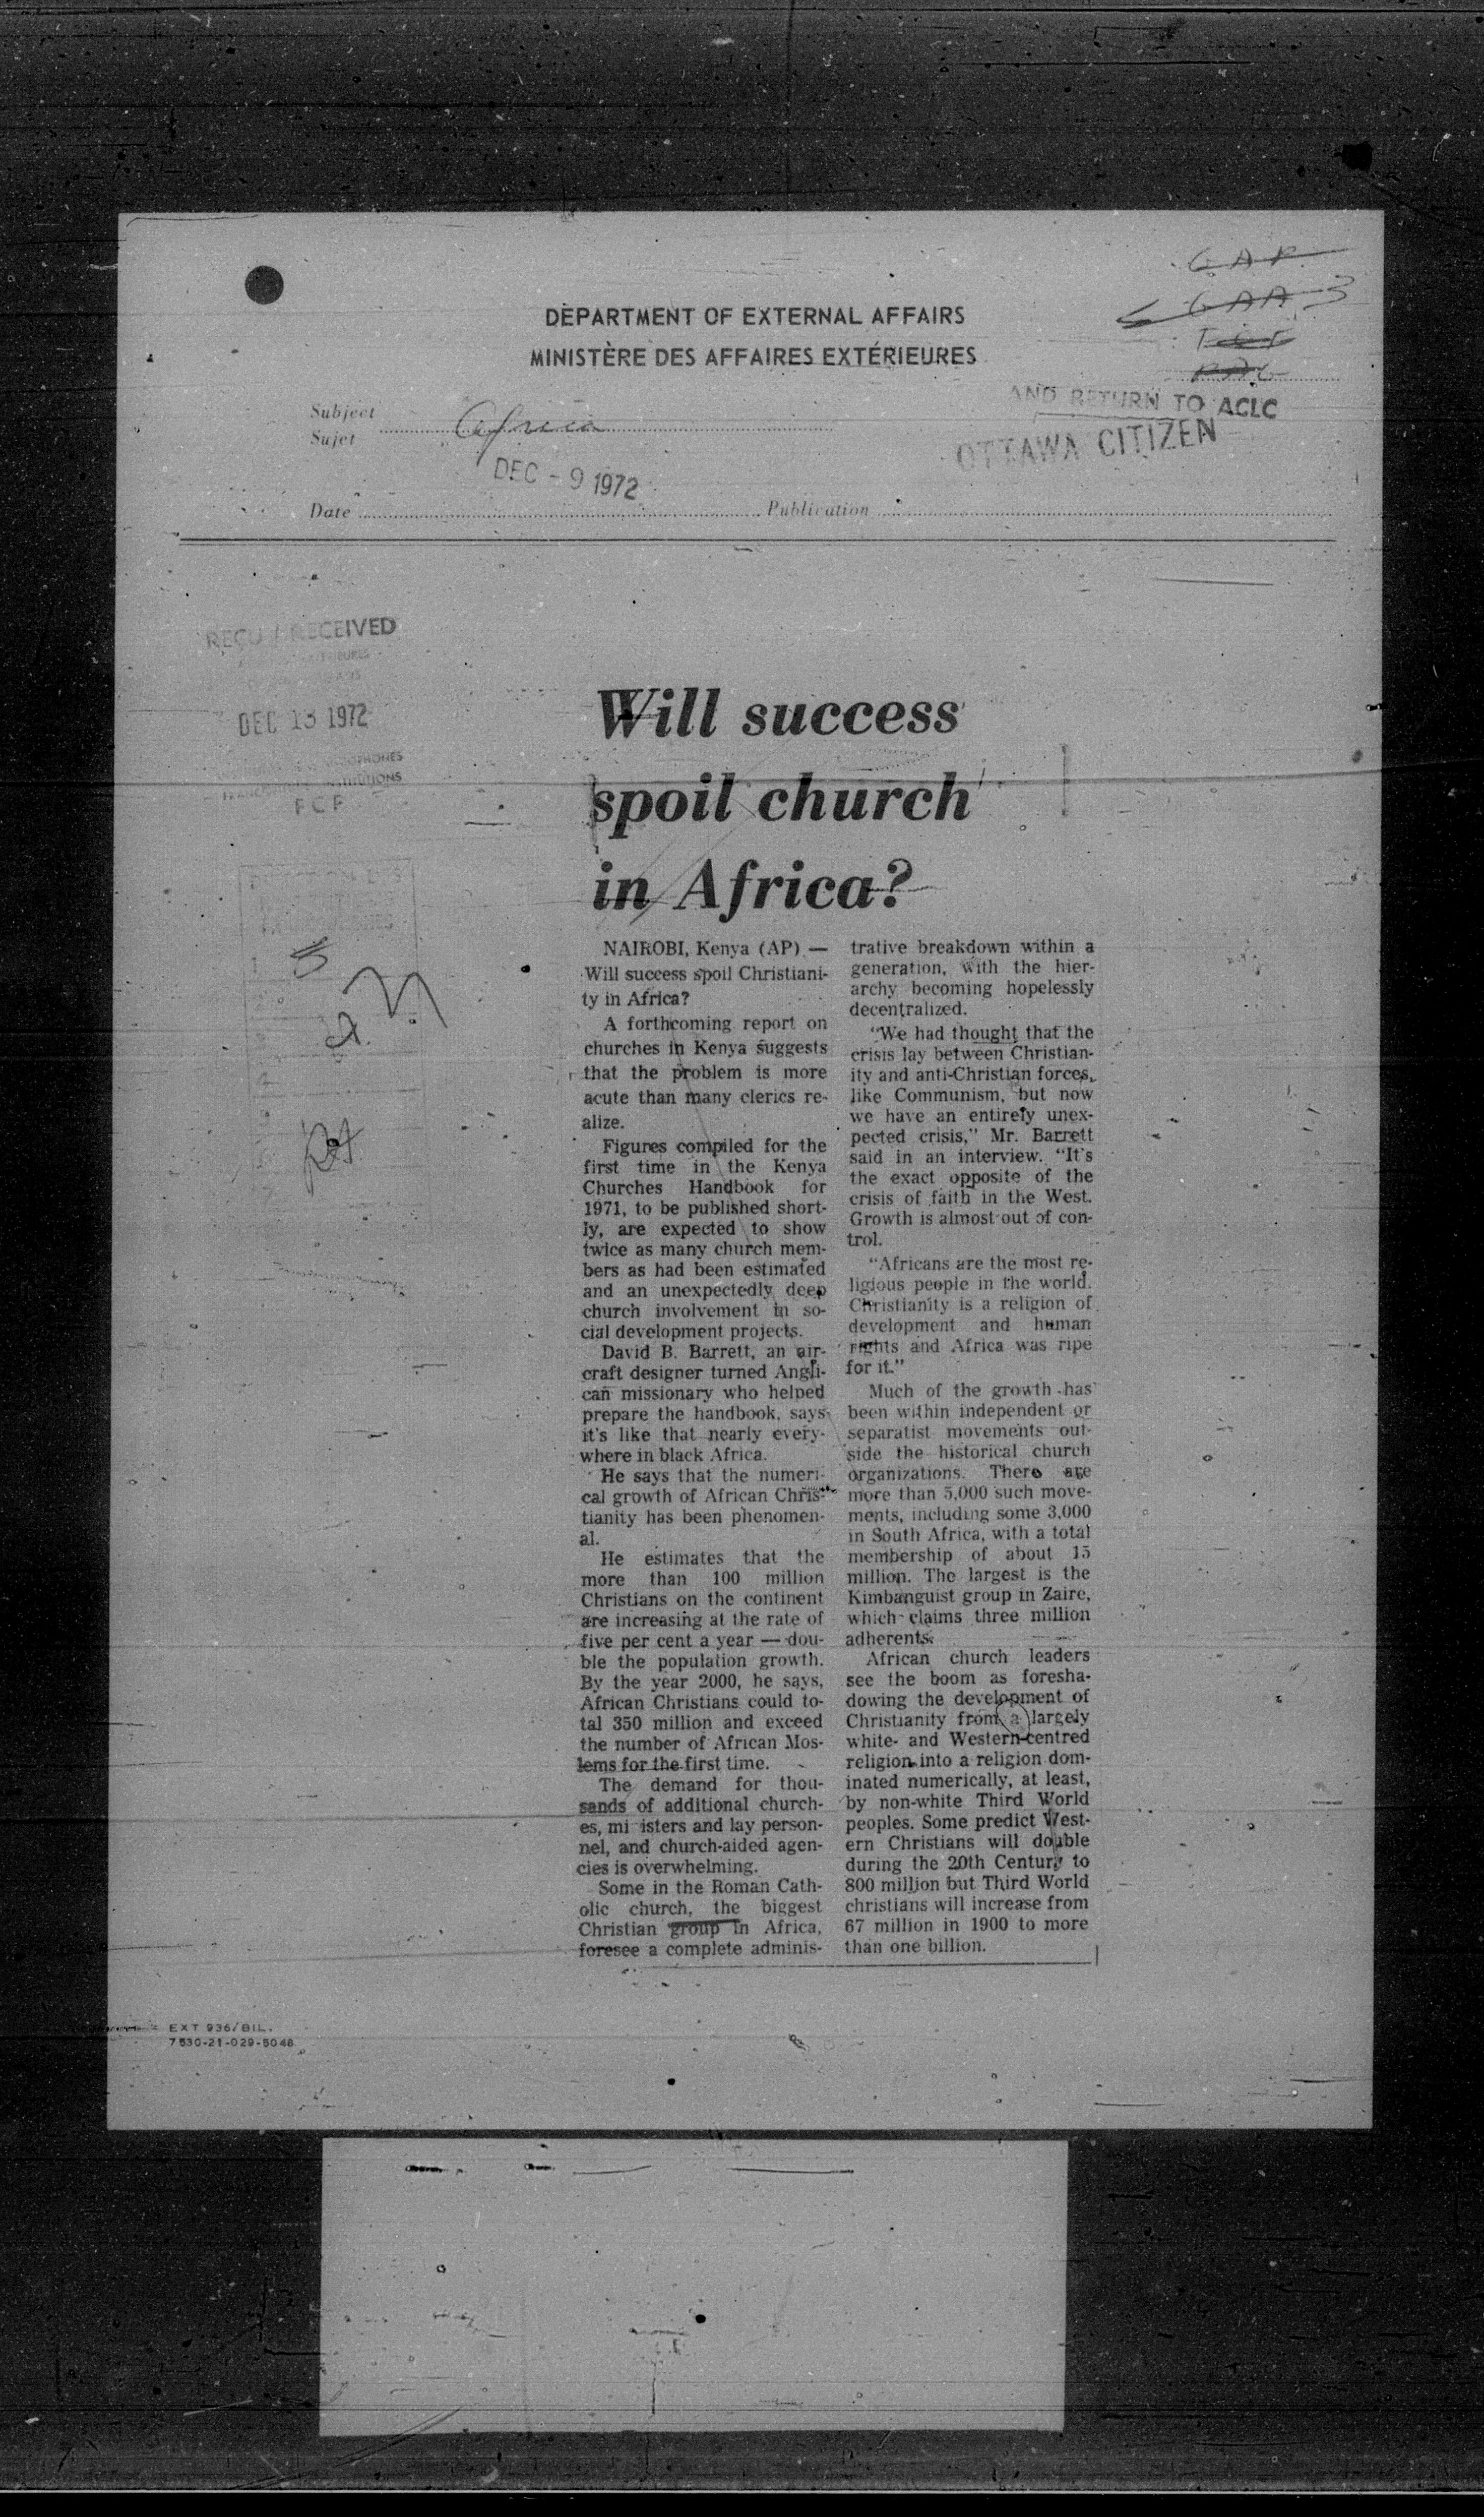 DEPARTMENT OF EXTERNAL AFFAIRS
MINISTÈRE DES AFFAIRES EXTÉRIEURES
GAP
GAA
AND RETURN TO ACLC
OTTAWA CITIZEN
Subject
Sujet
Africa
DEC - 9 1972
Date
Publication
REÇU / RECEIVED
DEC 13 1972
FCF
Will success
spoil church
in Africa?
NAIROBI, Kenya (AP) —
Will success spoil Christiani-
ty in Africa?
A forthcoming report on
churches in Kenya suggests
that the problem is more
acute than many clerics re-
alize.
Figures compiled for the
first time in the Kenya
Churches Handbook for
1971, to be published short-
ly, are expected to show
twice as many church mem-
bers as had been estimated
and an unexpectedly deep
church involvement in so-
cial development projects.
David B. Barrett, an air-
craft designer turned Angli-
can missionary who helped
prepare the handbook, says
it's like that nearly every-
where in black Africa.
He says that the numeri-
cal growth of African Chris-
tianity has been phenomen-
al.
He estimates that the
more than 100 million
Christians on the continent
are increasing at the rate of
five per cent a year — dou-
ble the population growth.
By the year 2000, he says,
African Christians could to-
tal 350 million and exceed
the number of African Mos-
lems for the first time.
The demand for thou-
sands of additional church-
es, mi isters and lay person-
nel, and church-aided agen-
cies is overwhelming.
Some in the Roman Cath-
olic church, the biggest
Christian group in Africa,
foresee a complete adminis-
trative breakdown within a
generation, with the hier-
archy becoming hopelessly
decentralized.
"We had thought that the
crisis lay between Christian-
ity and anti-Christian forces,
like Communism, but now
we have an entirely unex-
pected crisis," Mr. Barrett
said in an interview. "It's
the exact opposite of the
crisis of faith in the West.
Growth is almost out of con-
trol.
"Africans are the most re-
ligious people in the world.
Christianity is a religion of
development and human
rights and Africa was ripe
for it."
Much of the growth has
been within independent or
separatist movements out-
side the historical church
organizations. There are
more than 5,000 such move-
ments, including some 3,000
in South Africa, with a total
membership of about 15
million. The largest is the
Kimbanguist group in Zaire,
which claims three million
adherents.
African church leaders
see the boom as foresha-
dowing the development of
Christianity from a largely
white- and Western-centred
religion into a religion dom-
inated numerically, at least,
by non-white Third World
peoples. Some predict West-
ern Christians will double
during the 20th Century to
800 million but Third World
christians will increase from
67 million in 1900 to more
than one billion.
EXT 936/BIL.
7530-21-029-5048